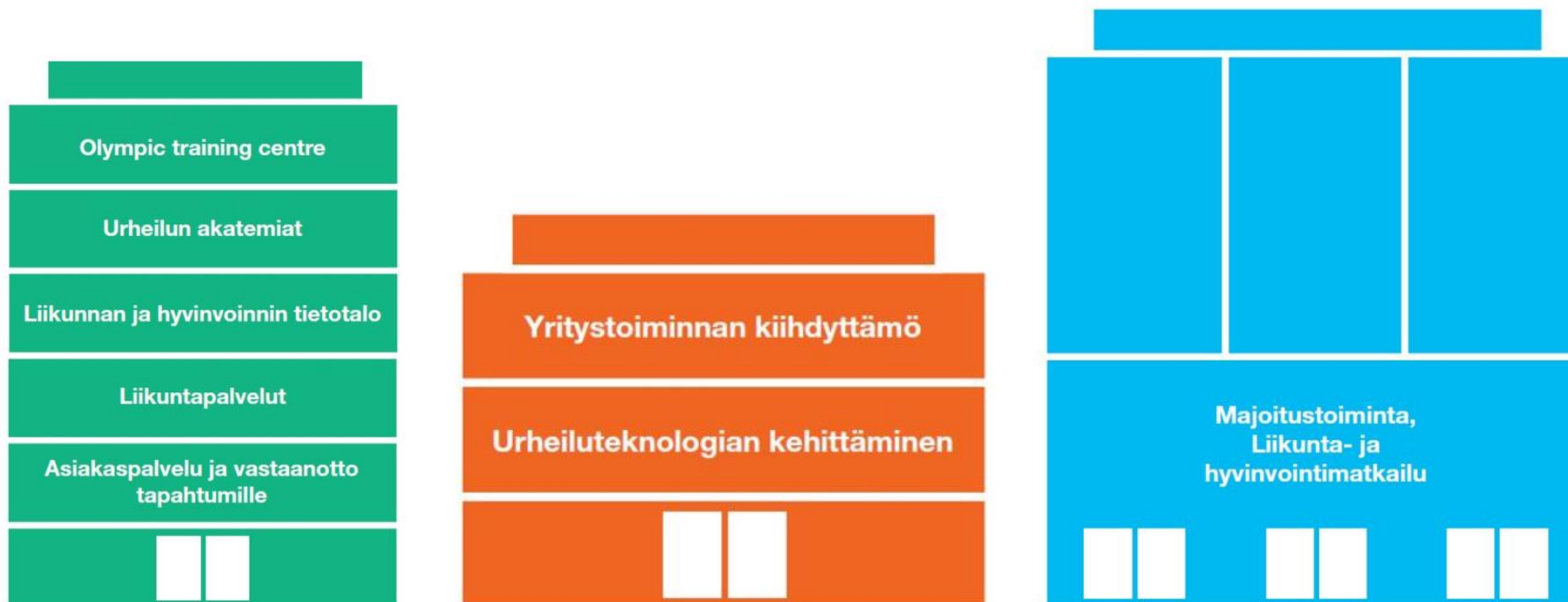 Olympic training centre
Urheilun akatemiat
Liikunnan ja hyvinvoinnin tietotalo
Liikuntapalvelut
Asiakaspalvelu ja vastaanotto
tapahtumille
Yritystoiminnan kiihdyttämö
Urheiluteknologian kehittäminen
Majoitustoiminta,
Liikunta- ja
hyvinvointimatkailu